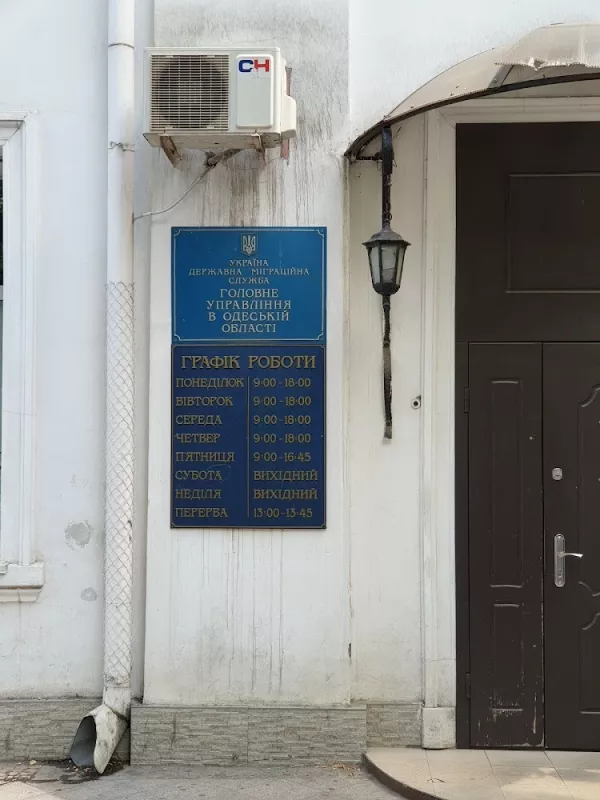 CH
УКРАЇНА
ДЕРЖАВНА МІГРАЦІЙНА
СЛУЖБА
ГОЛОВНЕ
УПРАВЛІННЯ
В ОДЕСЬКІЙ
ОБЛАСТІ
ГРАФІК РОБОТИ
ПОНЕДІЛОК 9:00-18:00
ВІВТОРОК 9:00-18:00
СЕРЕДА 9:00-18:00
ЧЕТВЕР 9:00-18:00
П'ЯТНИЦЯ 9:00-16:45
СУБОТА ВИХІДНИЙ
НЕДІЛЯ ВИХІДНИЙ
ПЕРЕРВА 13:00-13:45